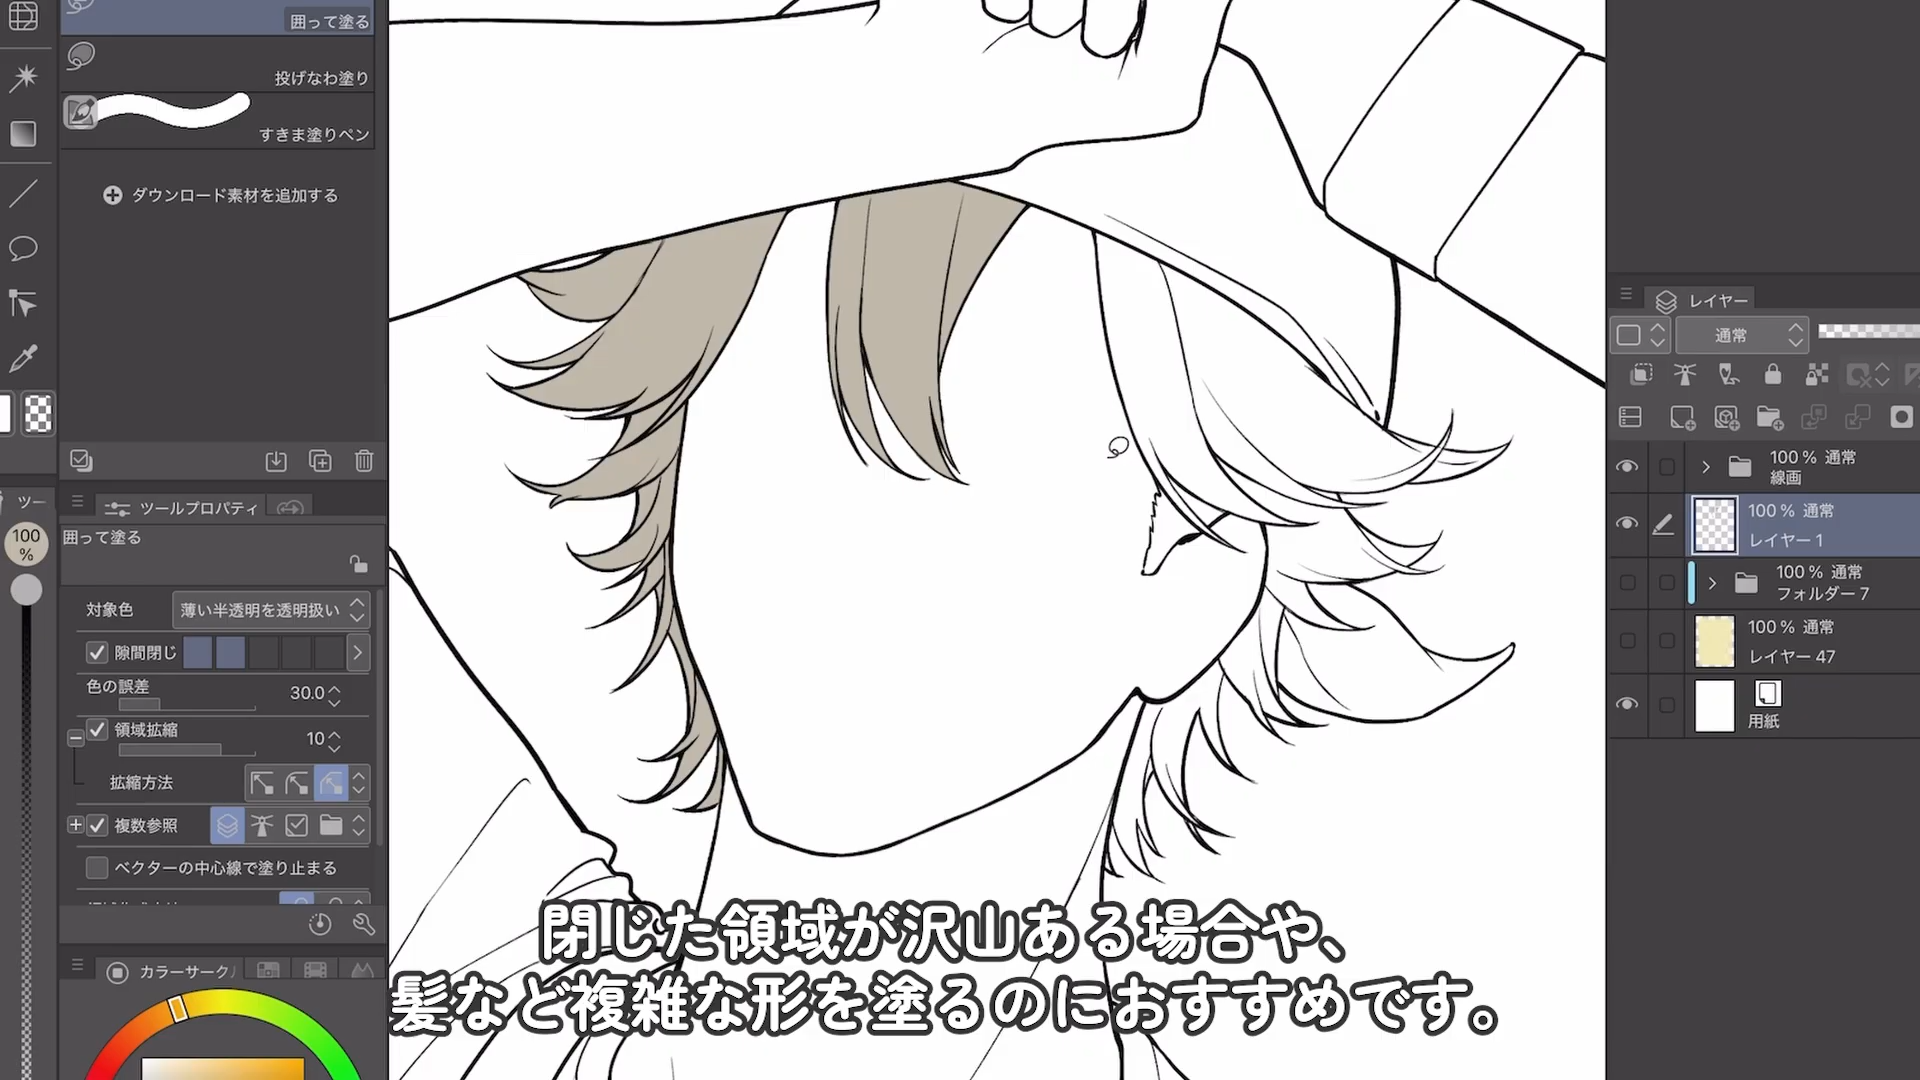 囲って塗る
投げなわ塗り
すきま塗りペン
ダウンロード素材を追加する
ツー
ツールプロパティ
100
%
囲って塗る
対象色
薄い半透明を透明扱い
隙間閉じ
色の誤差
30.0
領域拡縮
10
拡縮方法
複数参照
ベクターの中心線で塗り止まる
カラーサークル
レイヤー
通常
100 % 通常
線画
100 % 通常
レイヤー 1
100 % 通常
フォルダー 7
100 % 通常
レイヤー 47
用紙
閉じた領域が沢山ある場合や、
髪など複雑な形を塗るのにおすすめです。